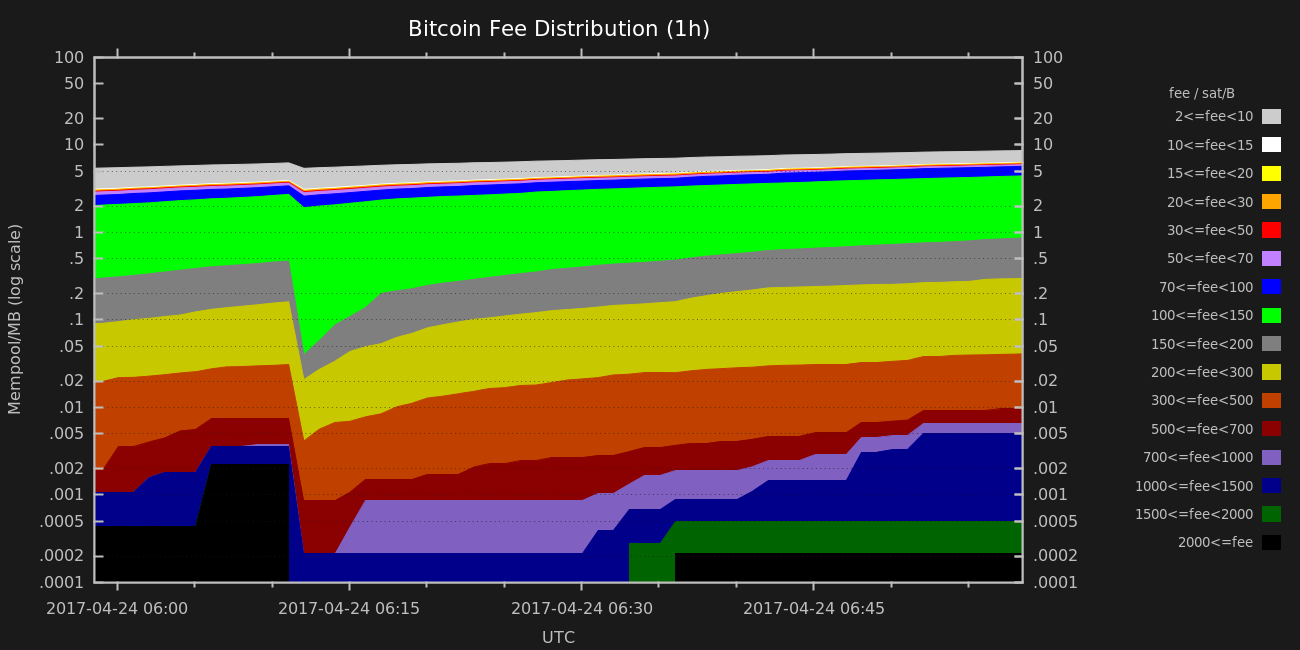 Bitcoin Fee Distribution (1h)
Mempool/MB (log scale)
100
50
20
10
5
2
1
.5
.2
.1
.05
.02
.01
.005
.002
.001
.0005
.0002
.0001
100
50
20
10
5
2
1
.5
.2
.1
.05
.02
.01
.005
.002
.001
.0005
.0002
.0001
2017-04-24 06:00
2017-04-24 06:15
2017-04-24 06:30
2017-04-24 06:45
UTC
fee / sat/B
2<=fee<10
10<=fee<15
15<=fee<20
20<=fee<30
30<=fee<50
50<=fee<70
70<=fee<100
100<=fee<150
150<=fee<200
200<=fee<300
300<=fee<500
500<=fee<700
700<=fee<1000
1000<=fee<1500
1500<=fee<2000
2000<=fee